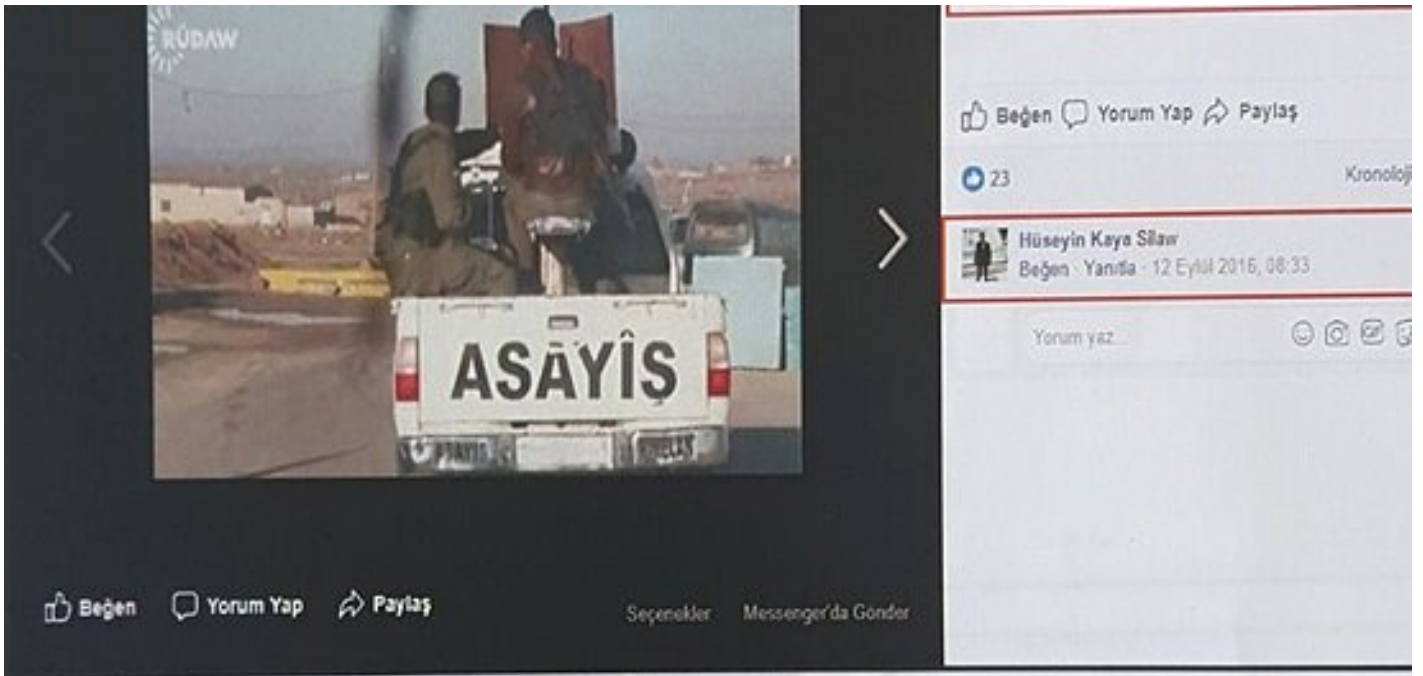 RÛDAW
ASAYÎŞ
ASAYIS
Beğen Yorum Yap Paylaş
Seçenekler Messenger'da Gönder
Beğen Yorum Yap Paylaş
23 Kronoloji
Hüseyin Kaya Silaw
Beğen · Yanıtla · 12 Eylül 2016, 08:33
Yorum yaz...